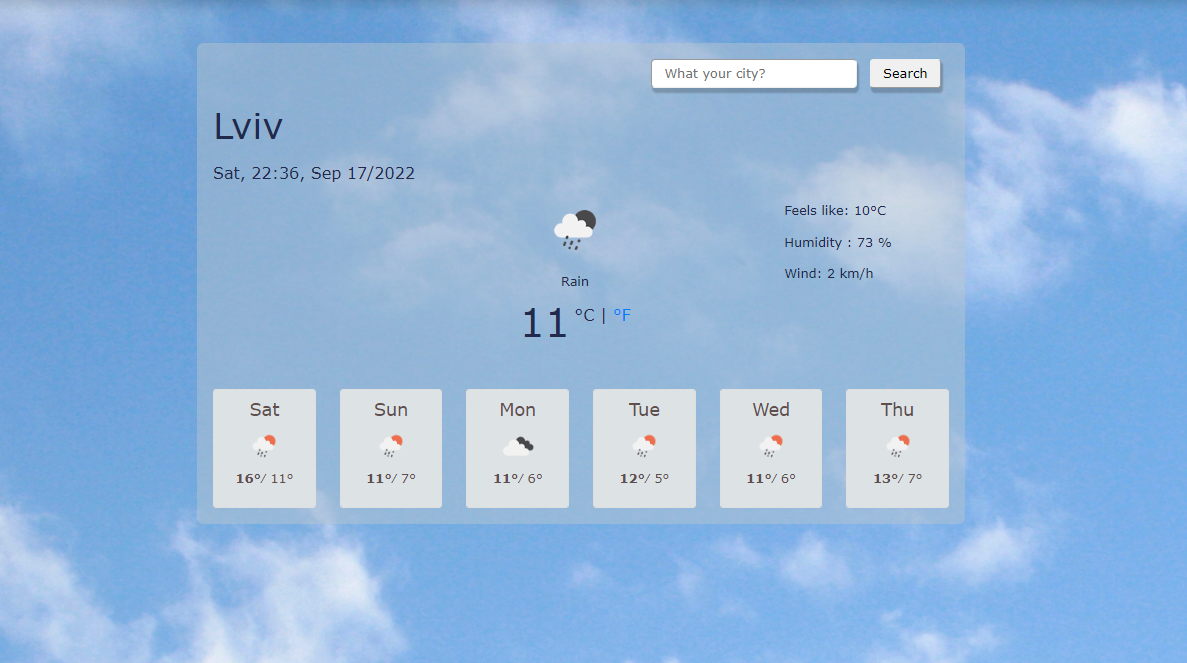 What your city?
Search
Lviv
Sat, 22:36, Sep 17/2022
Feels like: 10°C
Humidity : 73 %
Wind: 2 km/h
Rain
11 °C | °F
Sat
Sun
Mon
Tue
Wed
Thu
16°/ 11°
11°/ 7°
11°/ 6°
12°/ 5°
11°/ 6°
13°/ 7°